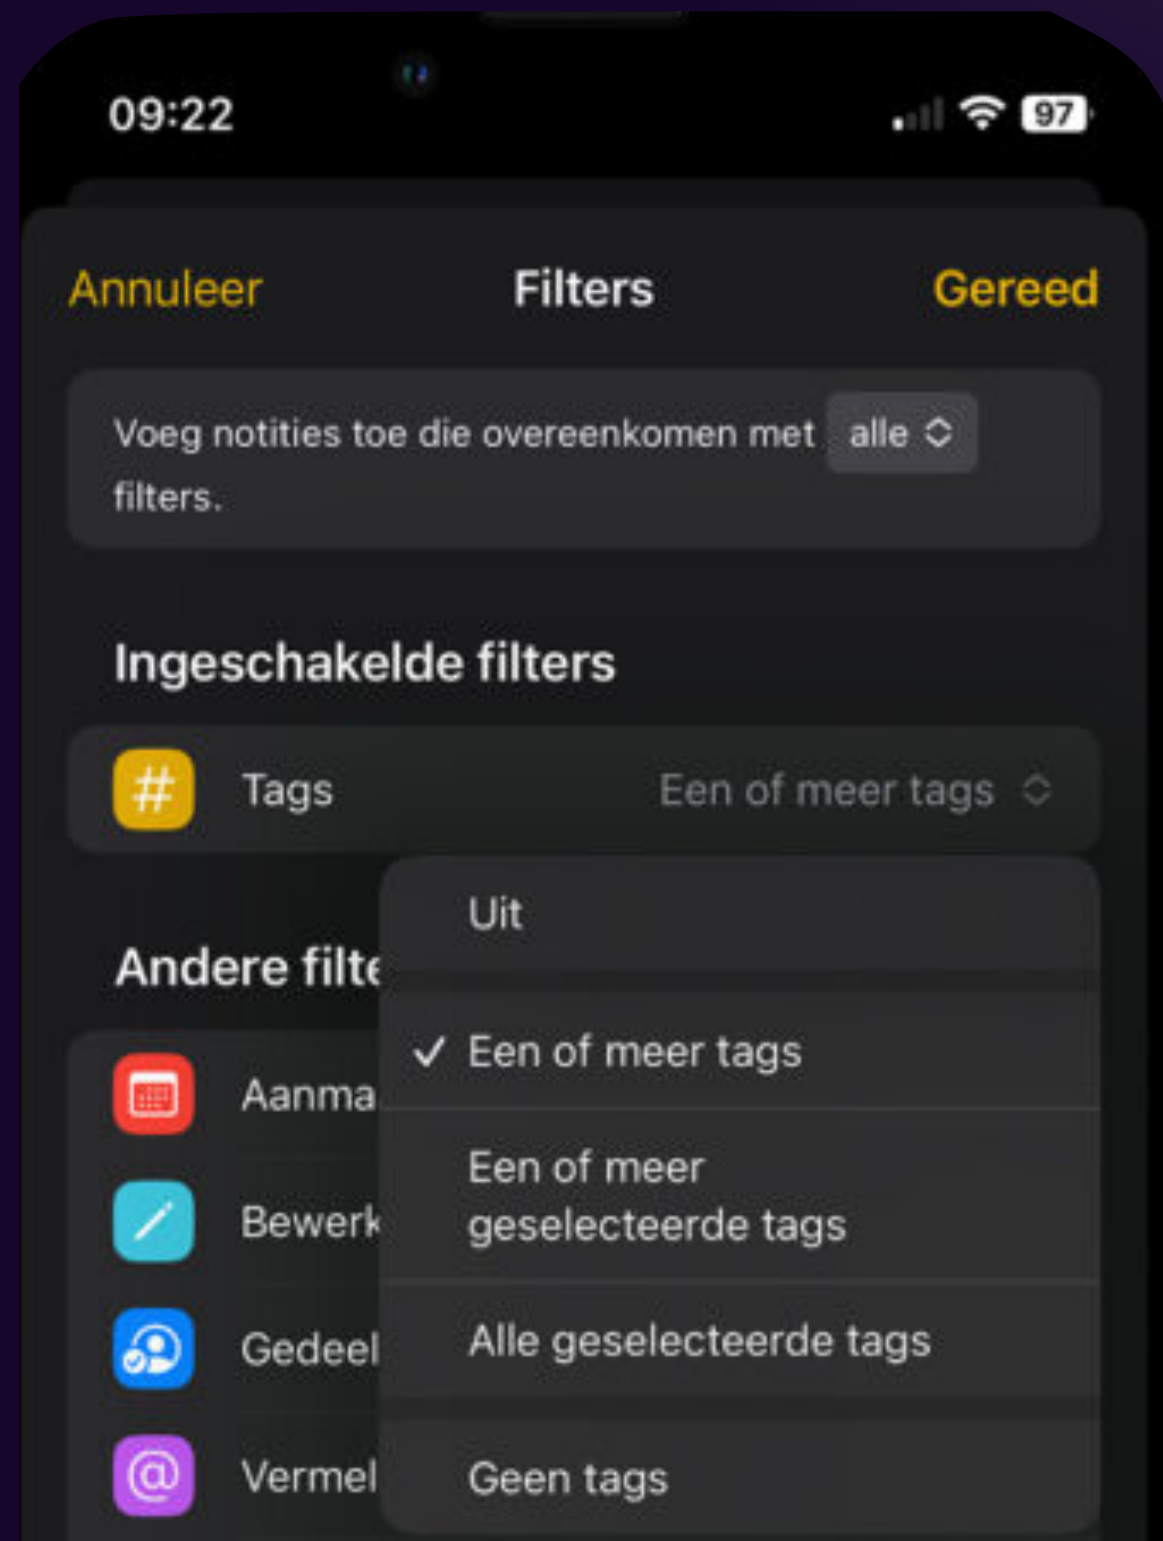 09:22
97
Annuleer Filters Gereed
Voeg notities toe die overeenkomen met alle
filters.
Ingeschakelde filters
# Tags Een of meer tags
Uit
Andere filte
Een of meer tags
Aanma
Een of meer
geselecteerde tags
Bewerk
Alle geselecteerde tags
Gedeel
@ Vermel
Geen tags